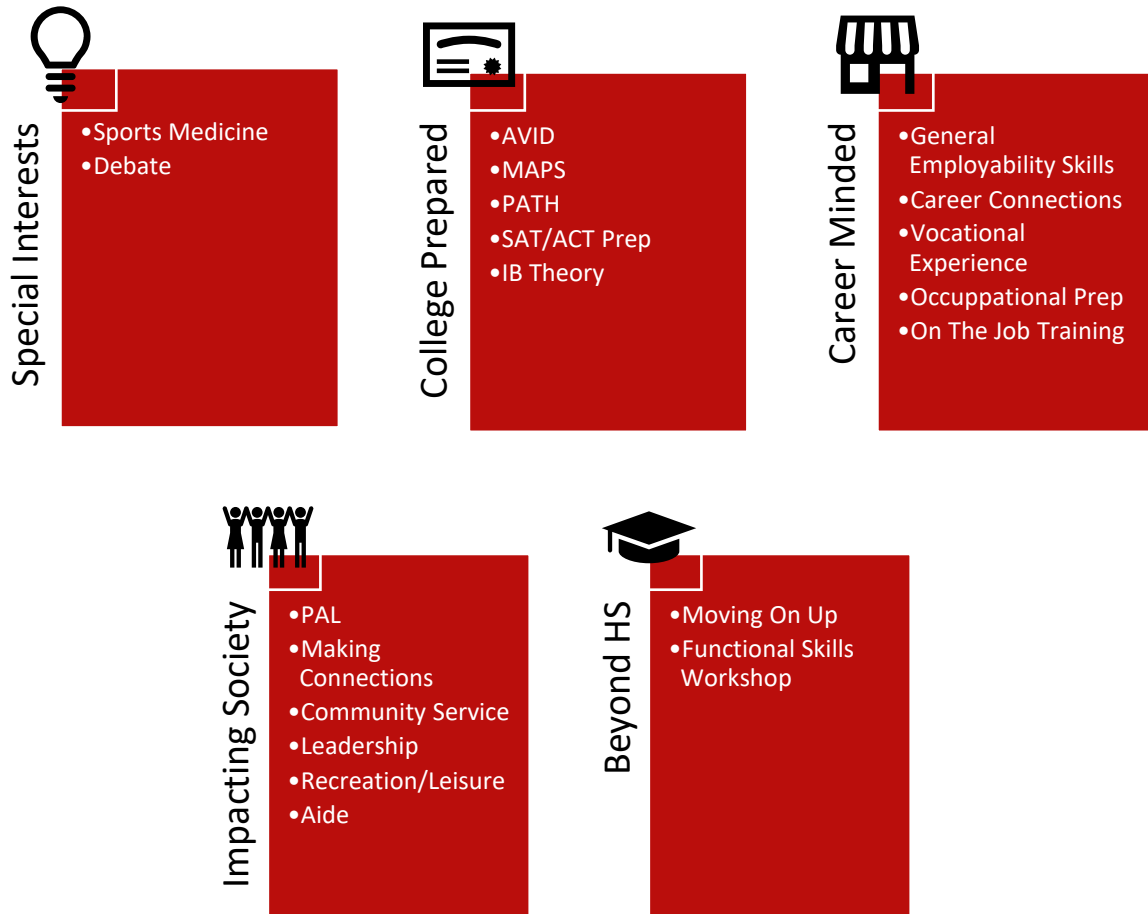 Special Interests
•Sports Medicine
•Debate
College Prepared
•AVID
•MAPS
•PATH
•SAT/ACT Prep
•IB Theory
Career Minded
•General
Employability Skills
•Career Connections
•Vocational
Experience
•Occuppational Prep
•On The Job Training
Impacting Society
•PAL
•Making
Connections
•Community Service
•Leadership
•Recreation/Leisure
•Aide
Beyond HS
•Moving On Up
•Functional Skills
Workshop